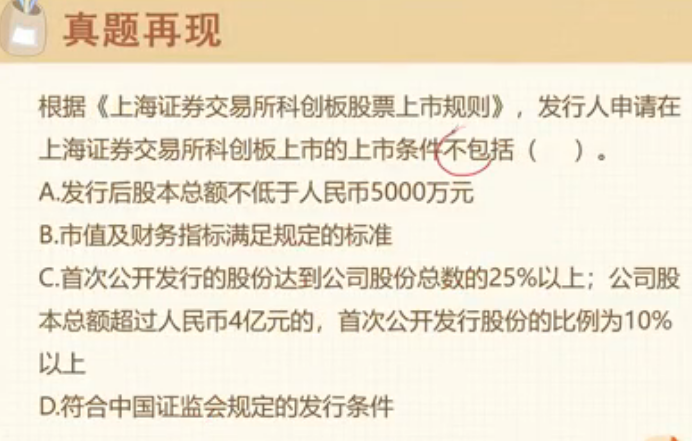 真题再现
根据《上海证券交易所科创板股票上市规则》，发行人申请在
上海证券交易所科创板上市的上市条件不包括（ ）。
A.发行后股本总额不低于人民币5000万元
B.市值及财务指标满足规定的标准
C.首次公开发行的股份达到公司股份总数的25%以上；公司股
本总额超过人民币4亿元的，首次公开发行股份的比例为10%
以上
D.符合中国证监会规定的发行条件